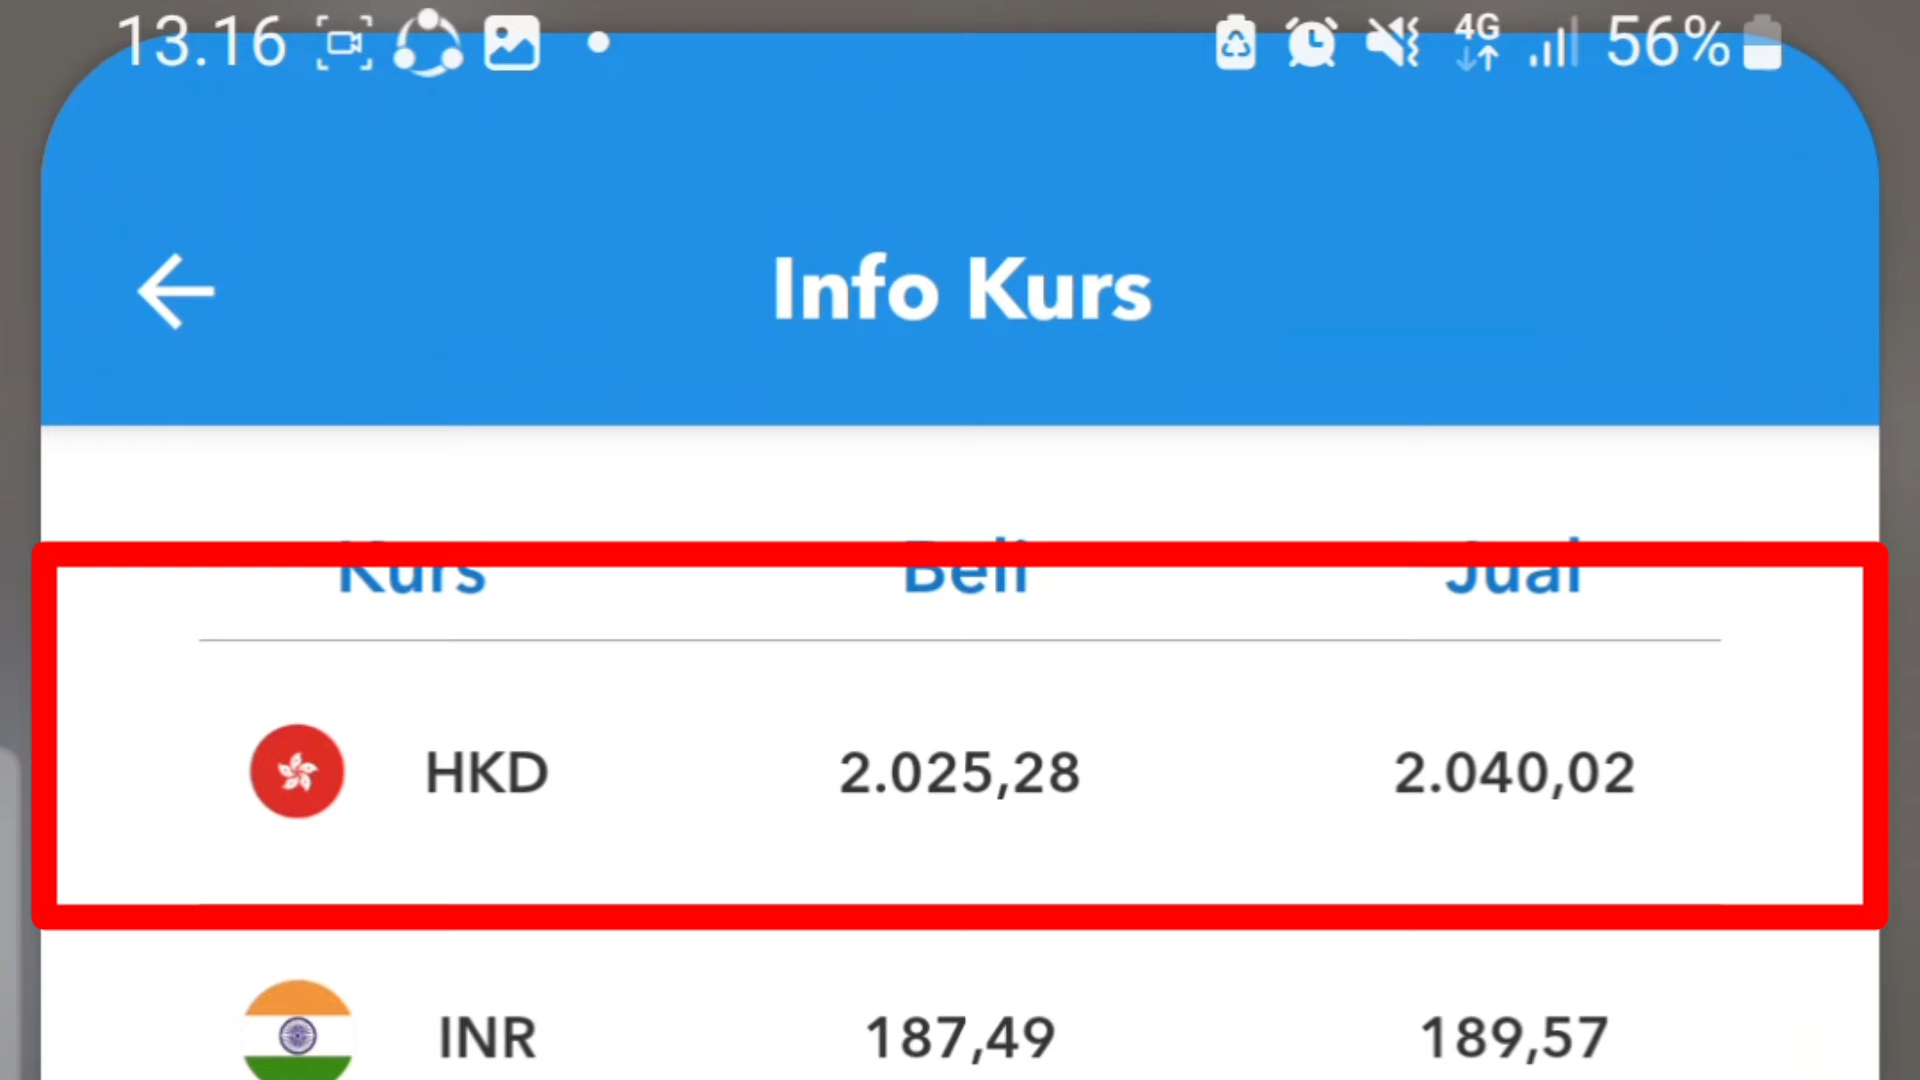 13.16 4G 56%
Info Kurs
Kurs Beli Jual
HKD 2.025,28 2.040,02
INR 187,49 189,57